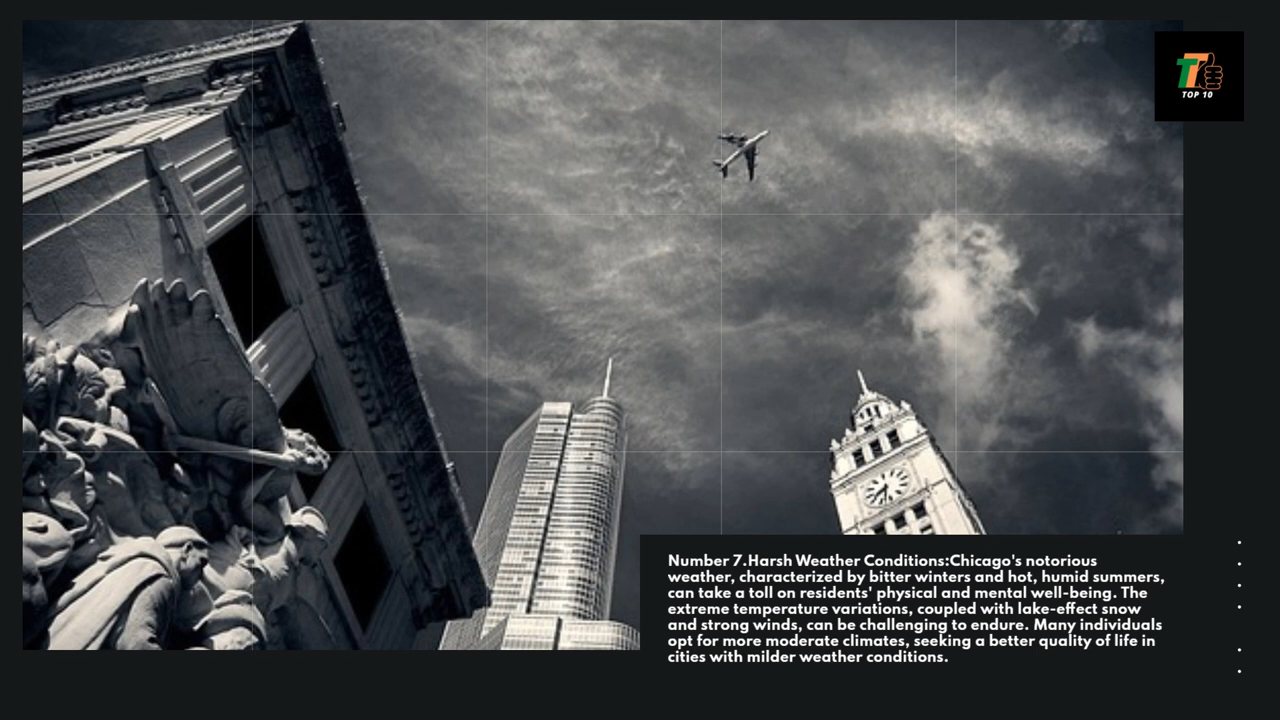 TT
TOP 10
Number 7.Harsh Weather Conditions:Chicago's notorious
weather, characterized by bitter winters and hot, humid summers,
can take a toll on residents' physical and mental well-being. The
extreme temperature variations, coupled with lake-effect snow
and strong winds, can be challenging to endure. Many individuals
opt for more moderate climates, seeking a better quality of life in
cities with milder weather conditions.